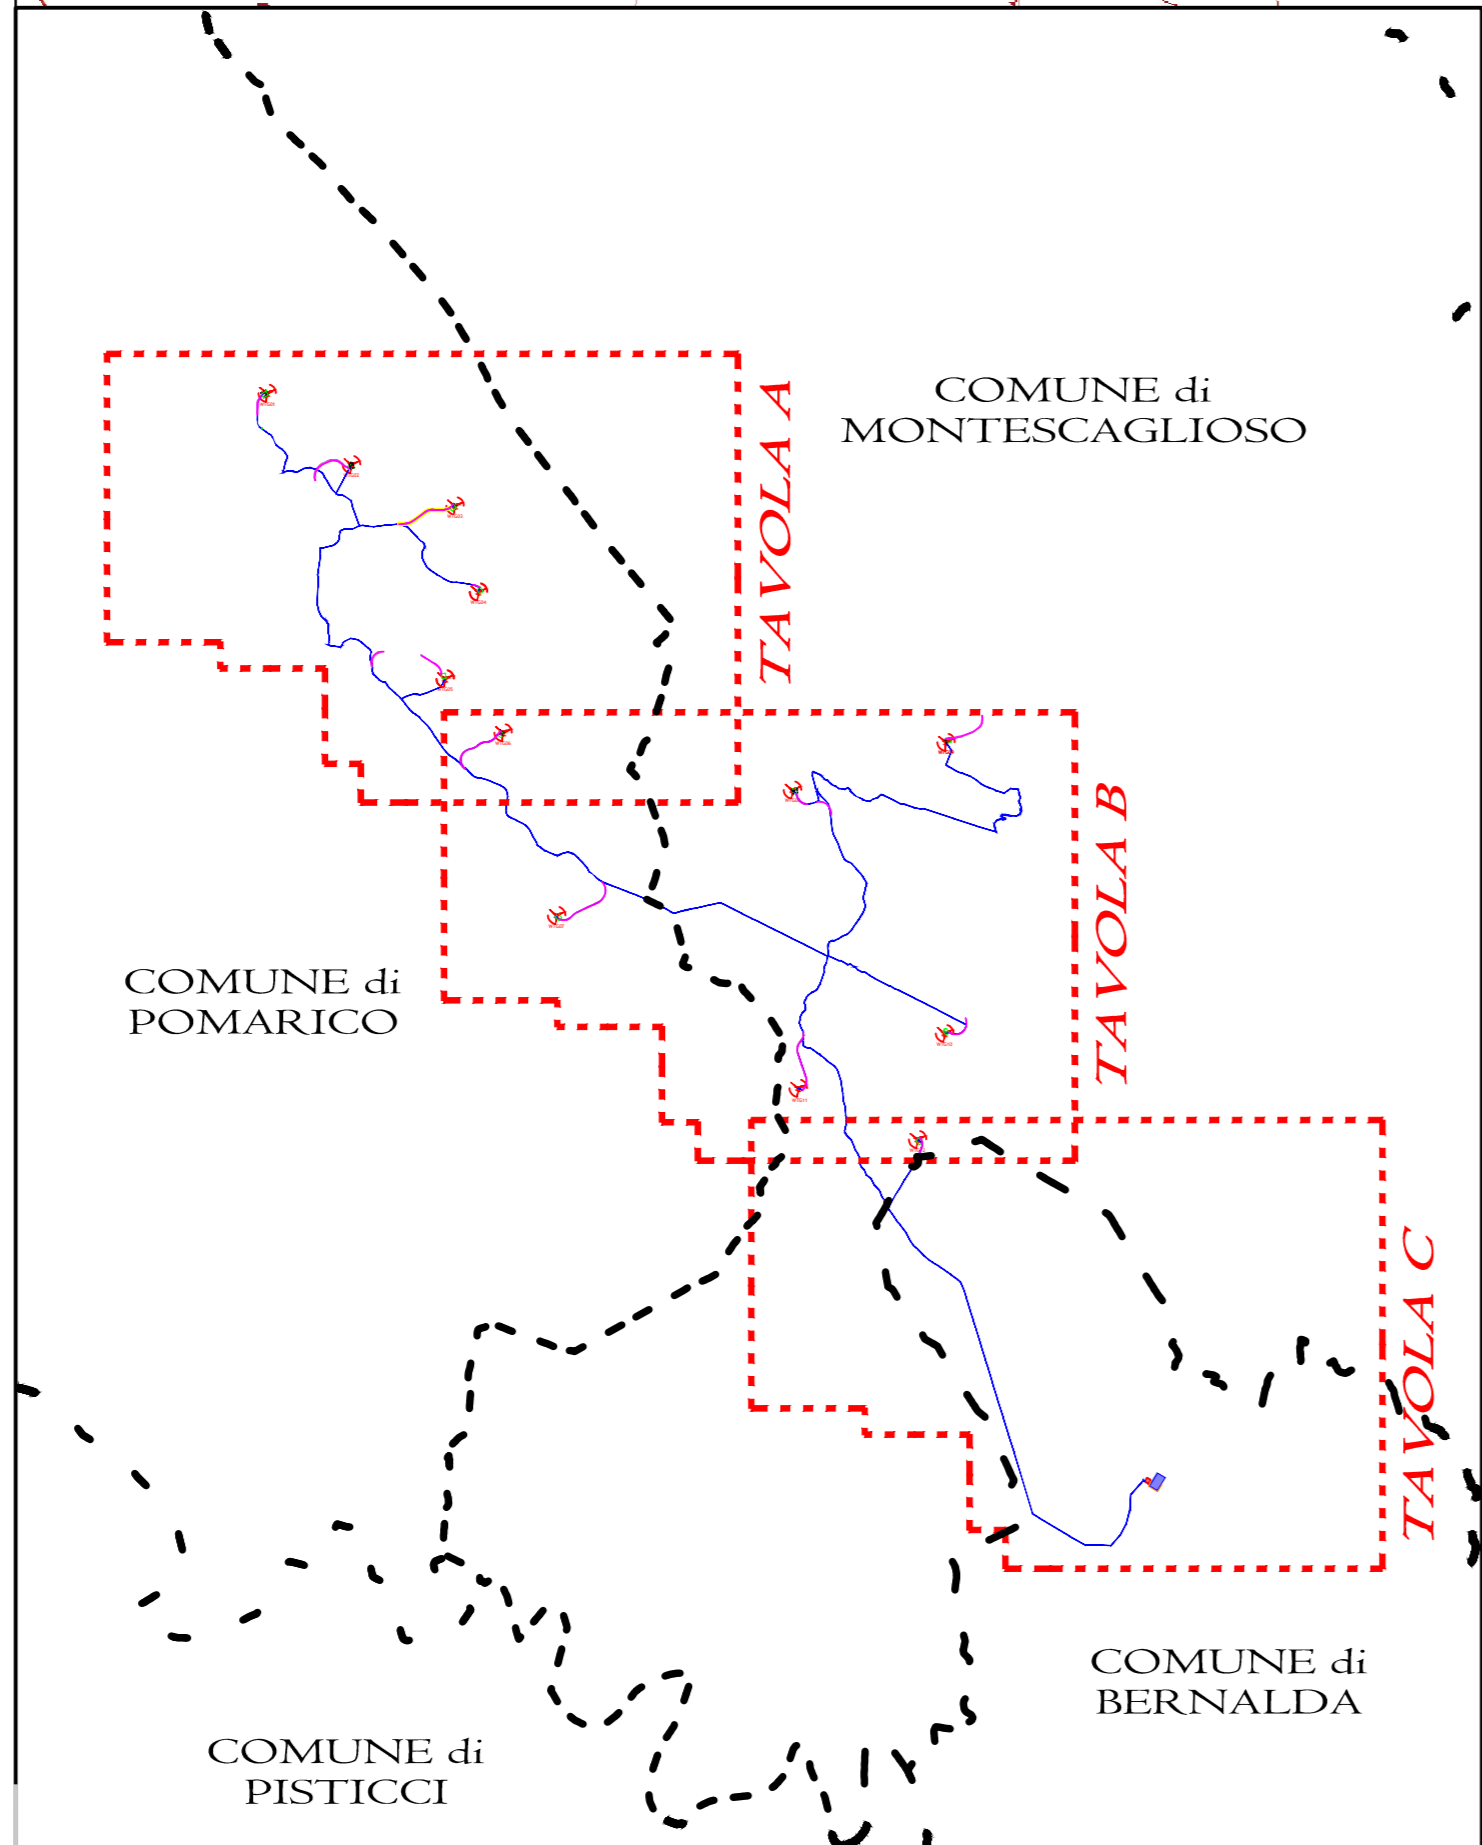 TAVOLA A
COMUNE di
MONTESCAGLIOSO
TAVOLA B
COMUNE di
POMARICO
TAVOLA C
COMUNE di
BERNALDA
COMUNE di
PISTICCI